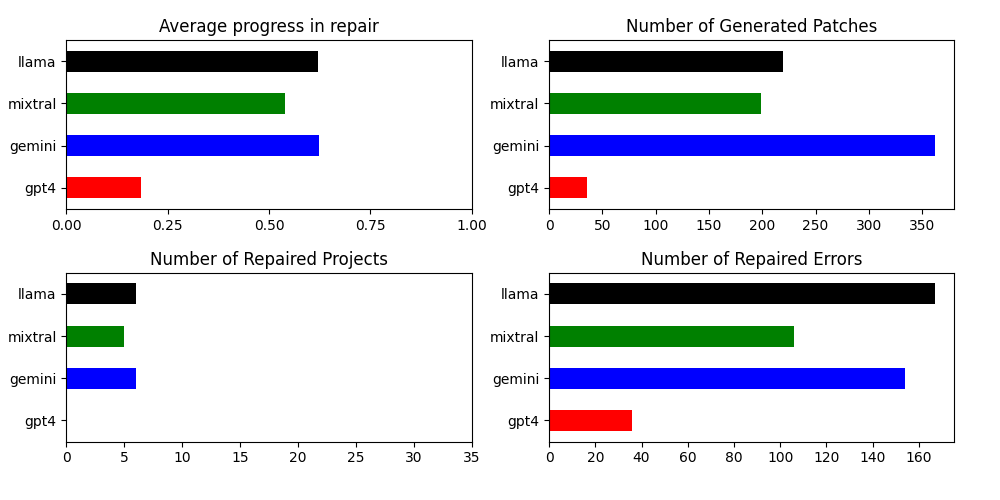 Average progress in repair
llama
mixtral
gemini
gpt4
0.00 0.25 0.50 0.75 1.00
Number of Generated Patches
llama
mixtral
gemini
gpt4
0 50 100 150 200 250 300 350
Number of Repaired Projects
llama
mixtral
gemini
gpt4
0 5 10 15 20 25 30 35
Number of Repaired Errors
llama
mixtral
gemini
gpt4
0 20 40 60 80 100 120 140 160